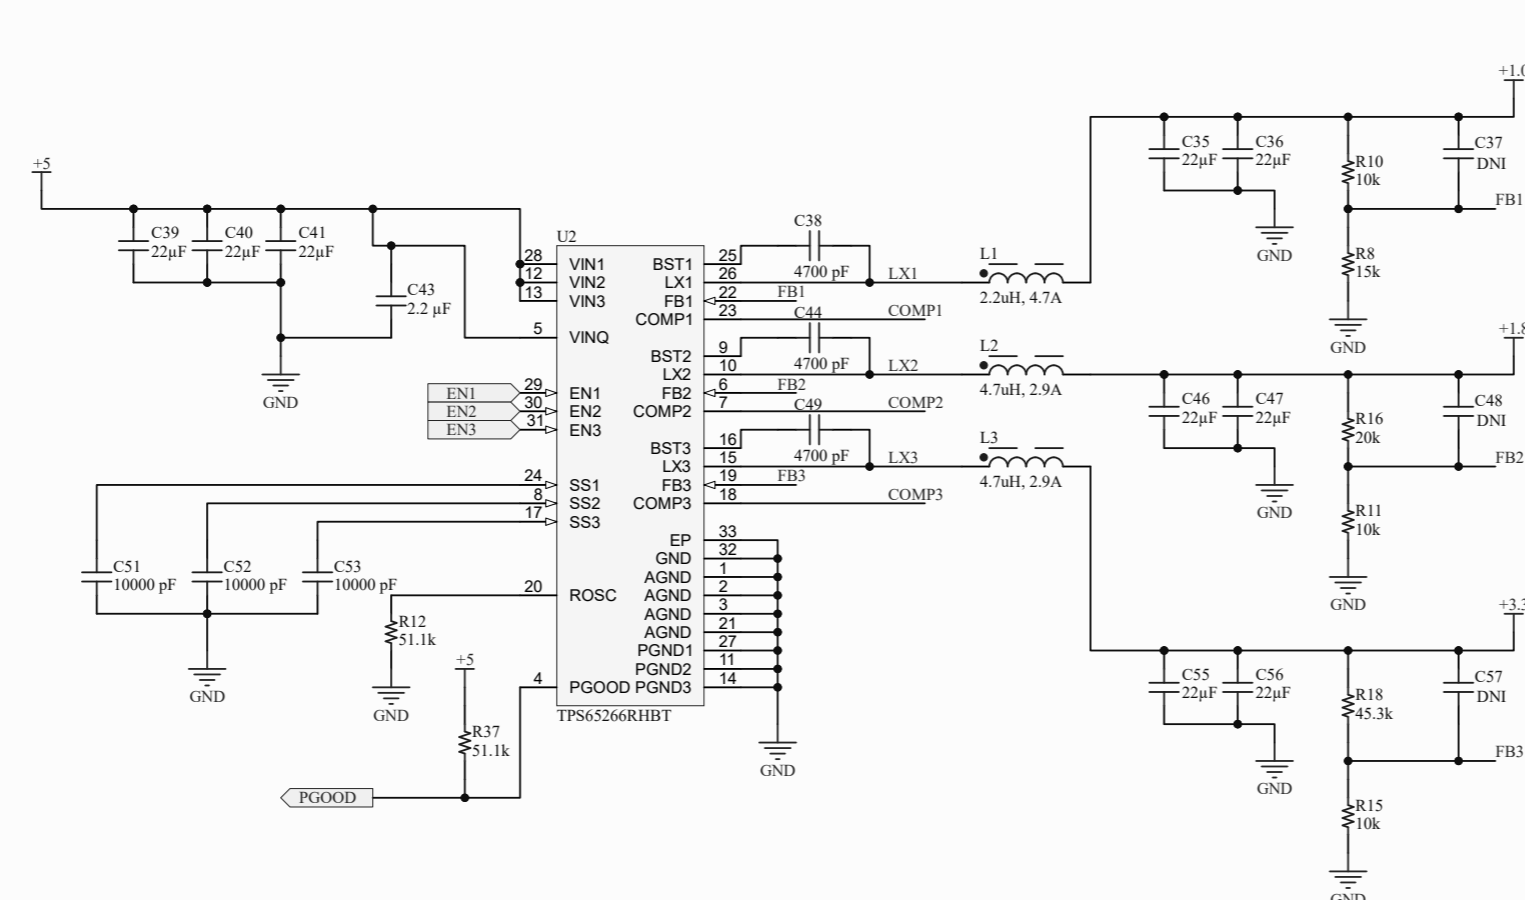 +1.0
C35
22µF
C36
22µF
R10
10k
C37
DNI
FB1
GND
R8
15k
GND
+5
C39
22µF
C40
22µF
C41
22µF
C43
2.2 µF
GND
U2
28 VIN1
12 VIN2
13 VIN3
5 VINQ
29 EN1
30 EN2
31 EN3
EN1
EN2
EN3
24 SS1
8 SS2
17 SS3
20 ROSC
4 PGOOD
BST1 25
LX1 26
FB1 22
COMP1 23
BST2 9
LX2 10
FB2 6
COMP2 7
BST3 16
LX3 15
FB3 19
COMP3 18
EP 33
GND 32
AGND 1
AGND 2
AGND 3
AGND 21
PGND1 27
PGND2 11
PGND3 14
TPS65266RHBT
C38
4700 pF
LX1
FB1
COMP1
C44
4700 pF
LX2
FB2
COMP2
C49
4700 pF
LX3
FB3
COMP3
L1
2.2uH, 4.7A
L2
4.7uH, 2.9A
L3
4.7uH, 2.9A
+1.8
C46
22µF
C47
22µF
R16
20k
C48
DNI
FB2
GND
R11
10k
GND
C51
10000 pF
C52
10000 pF
C53
10000 pF
GND
R12
51.1k
GND
+5
R37
51.1k
PGOOD
GND
+3.3
C55
22µF
C56
22µF
R18
45.3k
C57
DNI
FB3
GND
R15
10k
GND